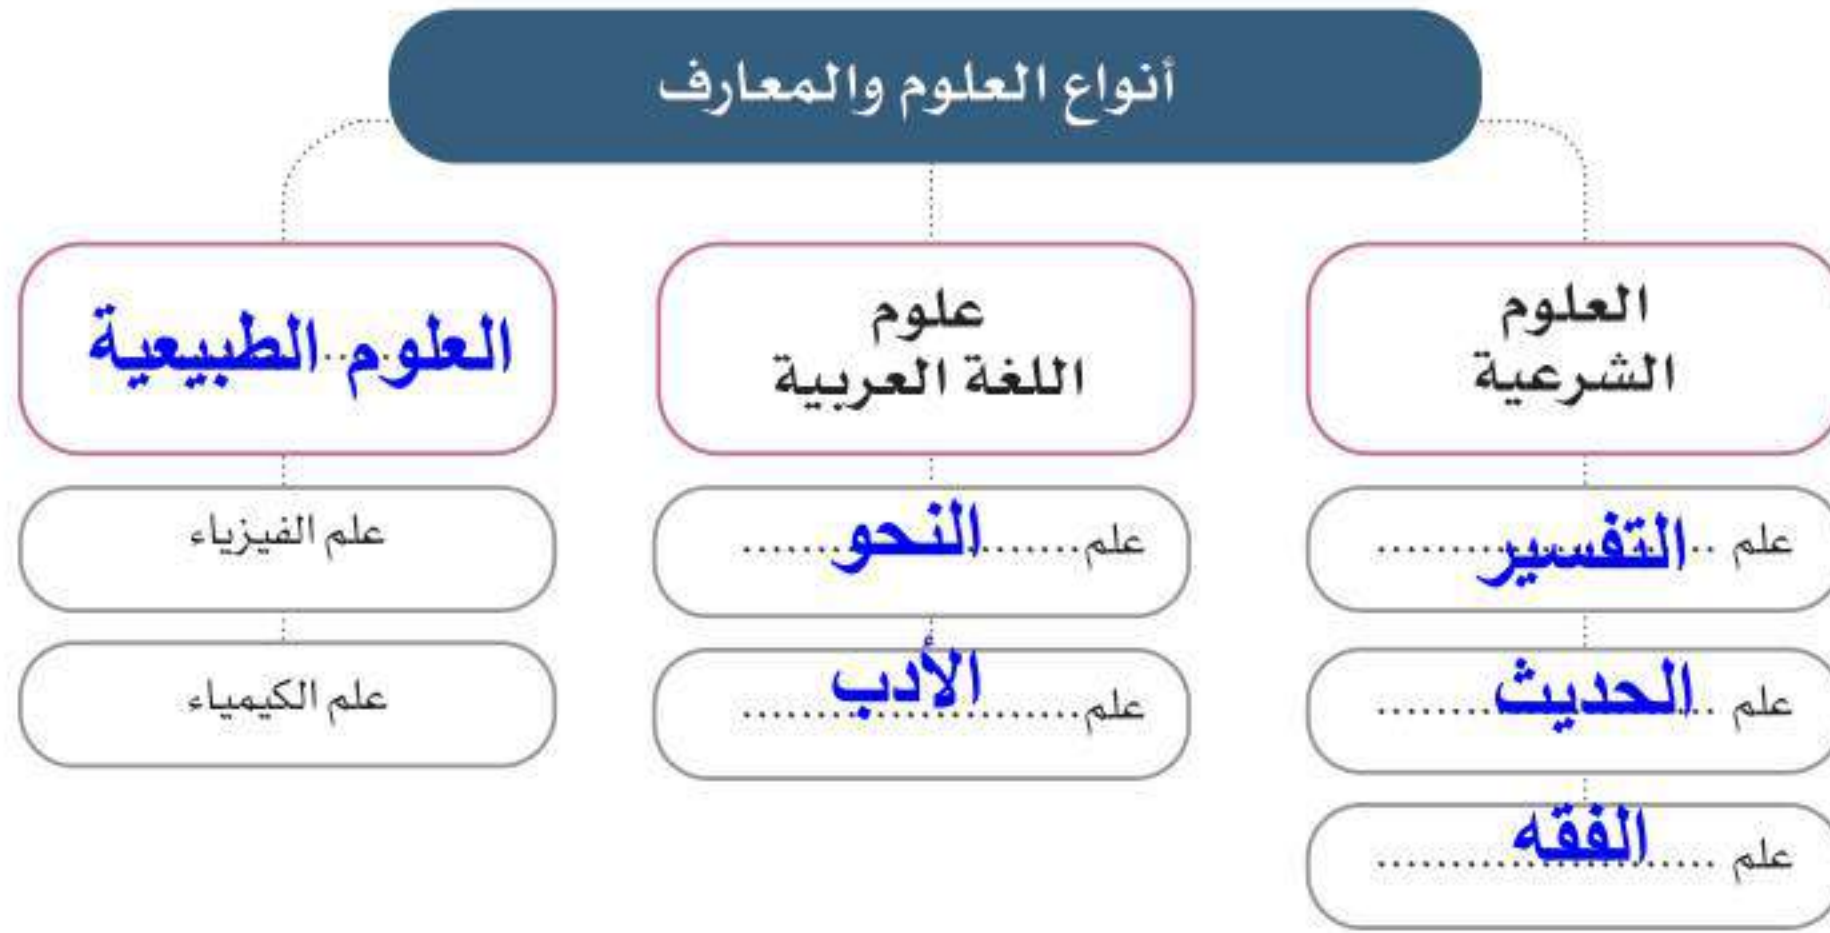 أنواع العلوم والمعارف
العلوم
الشرعية
علم التفسير
علم الحديث
علم الفقه
علوم
اللغة العربية
علم النحو
علم الأدب
العلوم الطبيعية
علم الفيزياء
علم الكيمياء